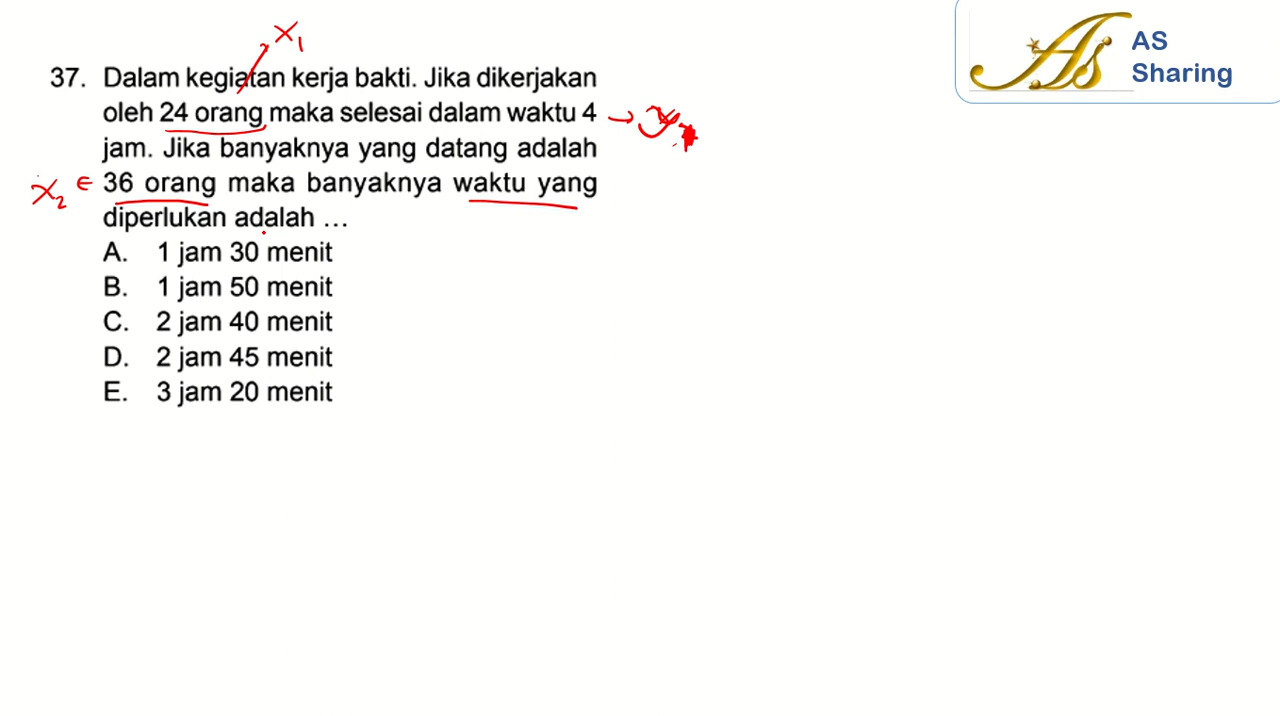 x₁
AS
Sharing
37. Dalam kegiatan kerja bakti. Jika dikerjakan
oleh 24 orang maka selesai dalam waktu 4 →
jam. Jika banyaknya yang datang adalah
x₂ ∈ 36 orang maka banyaknya waktu yang
diperlukan adalah ...
A. 1 jam 30 menit
B. 1 jam 50 menit
C. 2 jam 40 menit
D. 2 jam 45 menit
E. 3 jam 20 menit